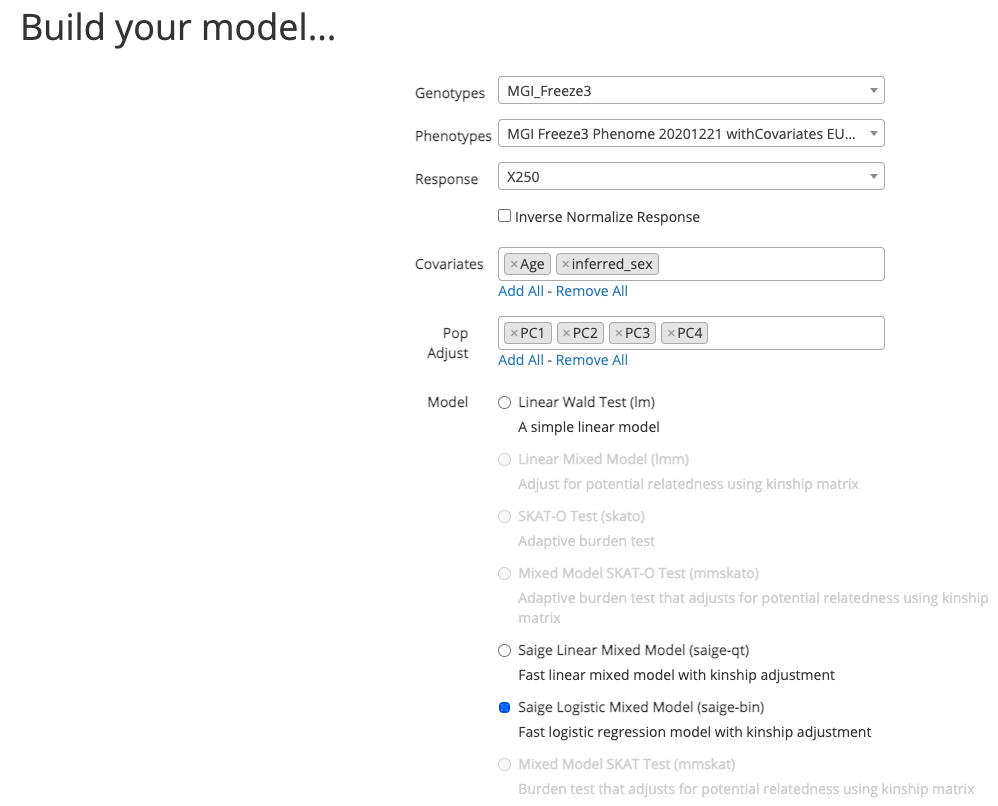 Build your model...
Genotypes MGI_Freeze3
Phenotypes MGI Freeze3 Phenome 20201221 withCovariates EU...
Response X250
Inverse Normalize Response
Covariates ×Age ×inferred_sex
Add All - Remove All
Pop Adjust ×PC1 ×PC2 ×PC3 ×PC4
Add All - Remove All
Model Linear Wald Test (lm)
A simple linear model
Linear Mixed Model (lmm)
Adjust for potential relatedness using kinship matrix
SKAT-O Test (skato)
Adaptive burden test
Mixed Model SKAT-O Test (mmskato)
Adaptive burden test that adjusts for potential relatedness using kinship
matrix
Saige Linear Mixed Model (saige-qt)
Fast linear mixed model with kinship adjustment
Saige Logistic Mixed Model (saige-bin)
Fast logistic regression model with kinship adjustment
Mixed Model SKAT Test (mmskat)
Burden test that adjusts for potential relatedness using kinship matrix